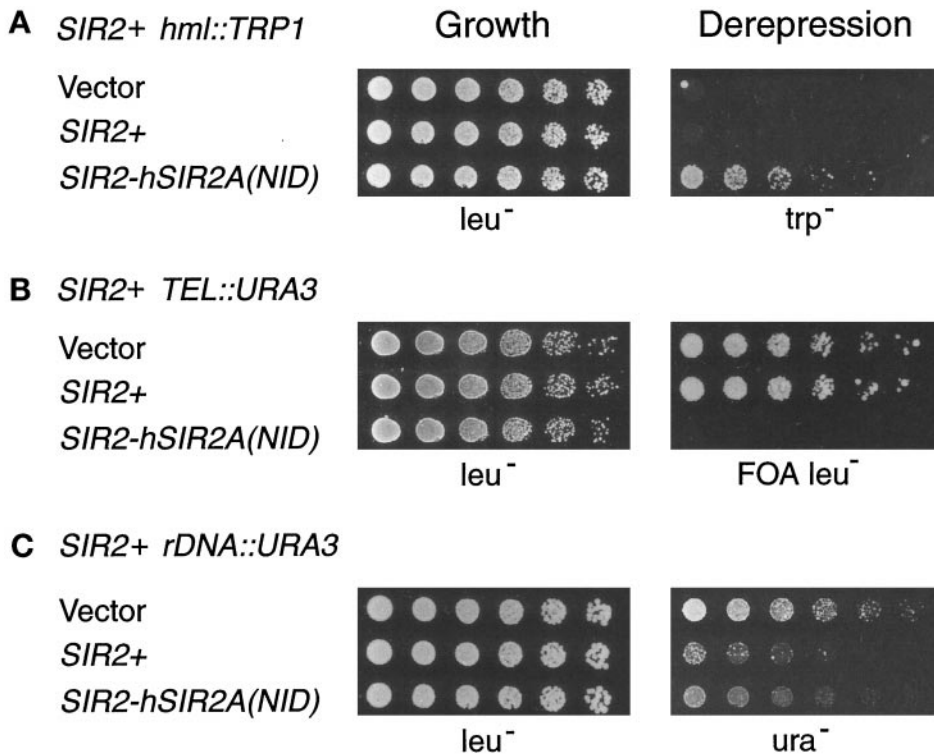 A SIR2+ hml::TRP1 Growth Derepression
Vector
SIR2+
SIR2-hSIR2A(NID)
leu⁻ trp⁻
B SIR2+ TEL::URA3
Vector
SIR2+
SIR2-hSIR2A(NID)
leu⁻ FOA leu⁻
C SIR2+ rDNA::URA3
Vector
SIR2+
SIR2-hSIR2A(NID)
leu⁻ ura⁻